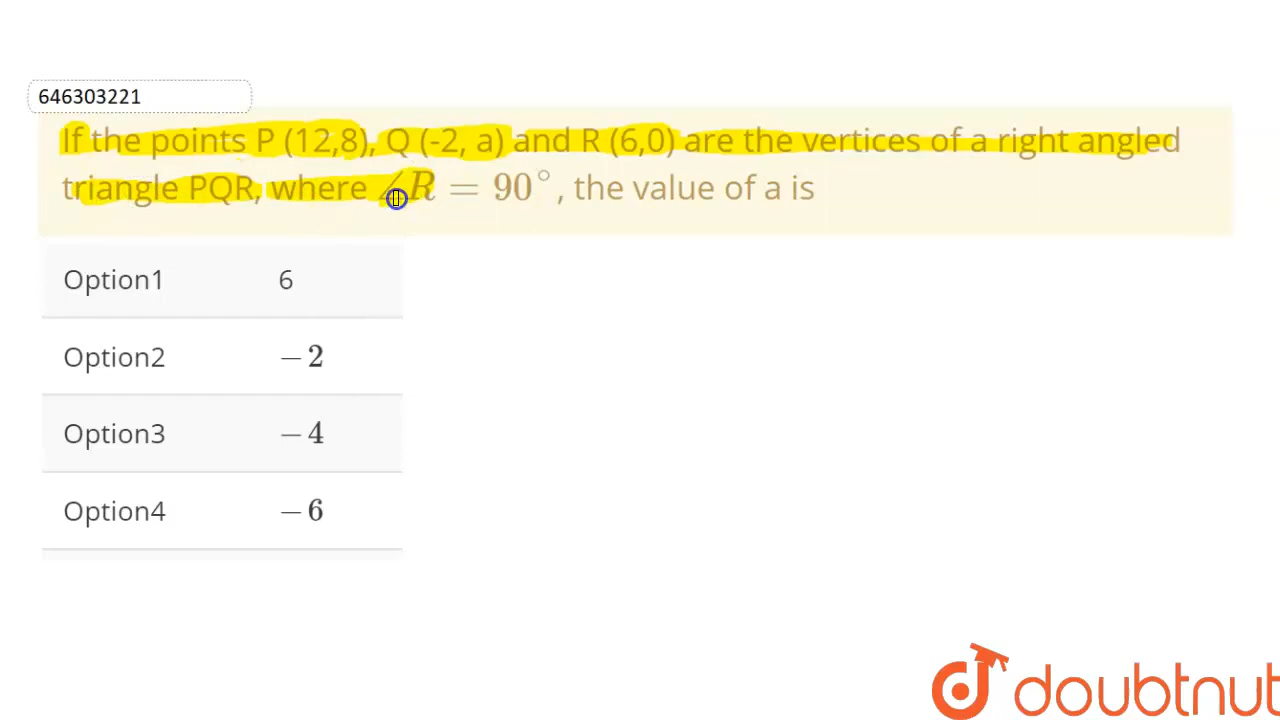 646303221
If the points P (12,8), Q (-2, a) and R (6,0) are the vertices of a right angled
triangle PQR, where ∠R = 90°, the value of a is
Option1 6
Option2 −2
Option3 −4
Option4 −6
doubtnut